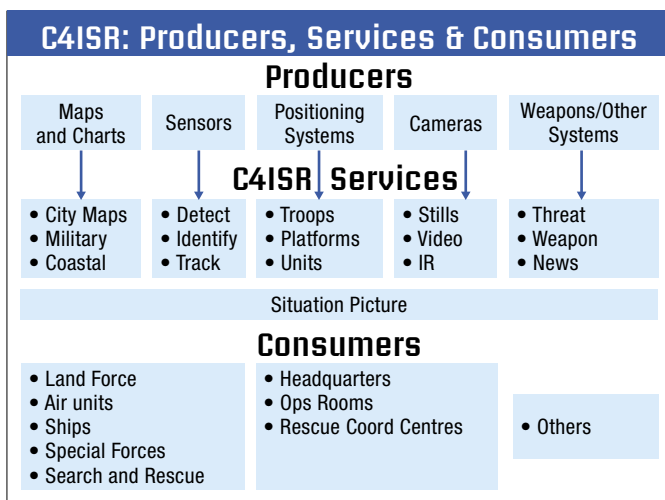 C4ISR: Producers, Services & Consumers
Producers
Maps
and Charts
Sensors
Positioning
Systems
Cameras
Weapons/Other
Systems
C4ISR Services
• City Maps
• Military
• Coastal
• Detect
• Identify
• Track
• Troops
• Platforms
• Units
• Stills
• Video
• IR
• Threat
• Weapon
• News
Situation Picture
Consumers
• Land Force
• Air units
• Ships
• Special Forces
• Search and Rescue
• Headquarters
• Ops Rooms
• Rescue Coord Centres
• Others